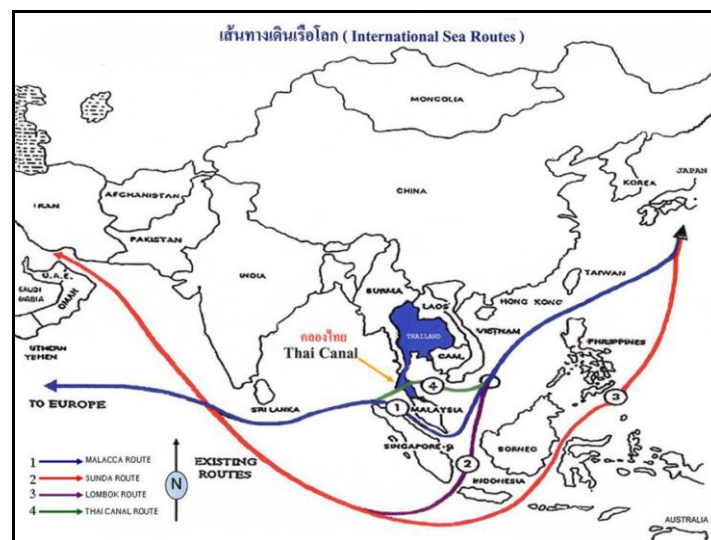 เส้นทางเดินเรือโลก ( International Sea Routes )
MONGOLIA
JAPAN
KOREA
CHINA
AFGHANISTAN
IRAN
PAKISTAN
U.A.E.
SAUDI
ARABIA
OMAN
UTHERN
YEMEN
INDIA
BURMA
LAOS
HONG KONG
TAIWAN
คลองไทย
Thai Canal
THAILAND
CAM.
VIETNAM
PHILIPPINES
4
TO EUROPE
SRI LANKA
1
MALAYSIA
3
SINGAPORE
BORNEO
2
INDONESIA
1 MALACCA ROUTE
2 SUNDA ROUTE
3 LOMBOK ROUTE
4 THAI CANAL ROUTE
N
EXISTING
ROUTES
AUSTRALIA